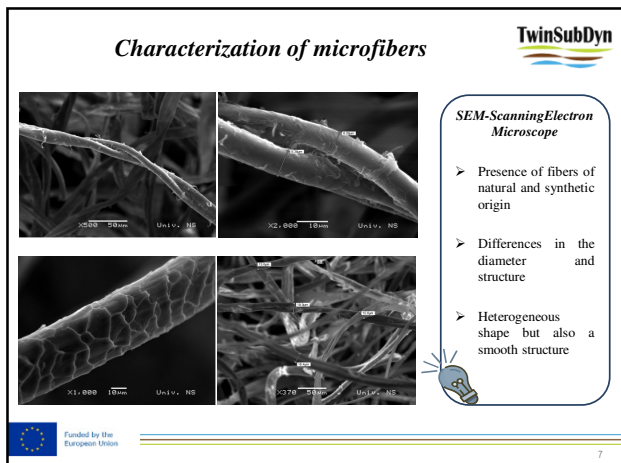 Characterization of microfibers
TwinSubDyn
X500 50µm Univ. NS
X2,000 10µm Univ. NS
X1,000 10µm Univ. NS
X370 50µm Univ. NS
SEM-ScanningElectron
Microscope
➢ Presence of fibers of
natural and synthetic
origin
➢ Differences in the
diameter and
structure
➢ Heterogeneous
shape but also a
smooth structure
Funded by the
European Union
7